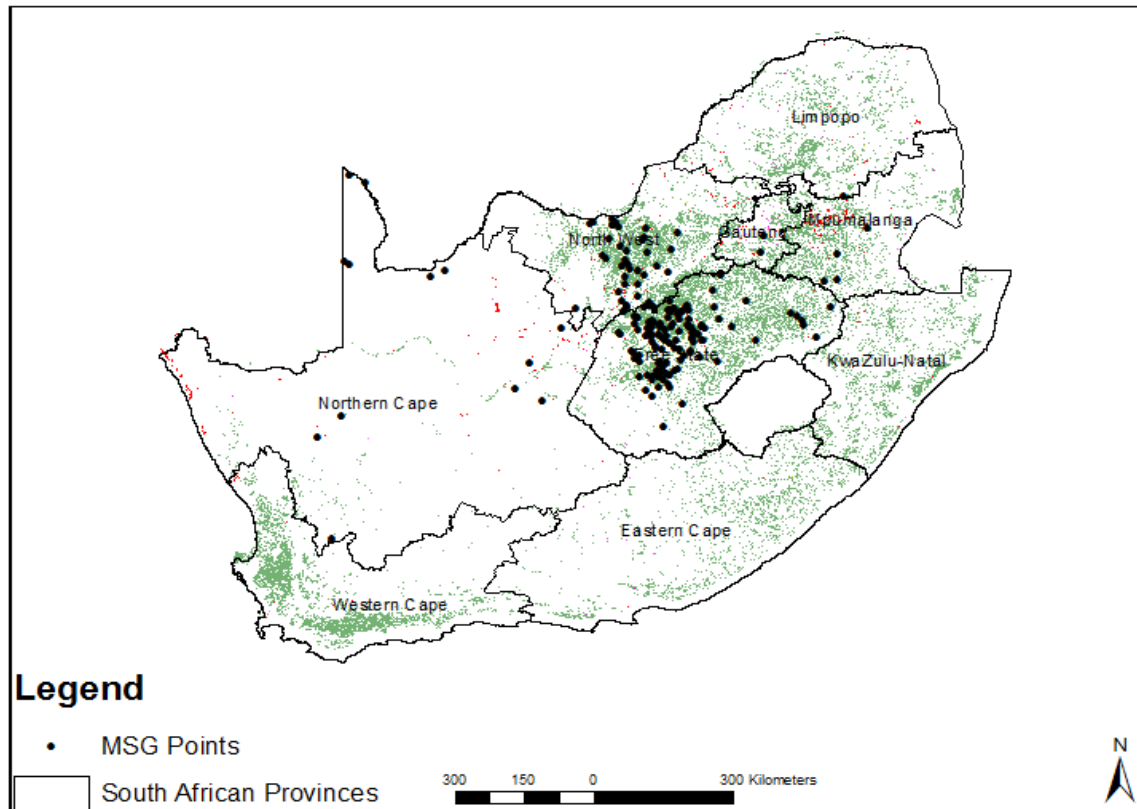 Limpopo
Mpumalanga
Gauteng
North West
Free State
KwaZulu-Natal
Northern Cape
Eastern Cape
Western Cape
Legend
MSG Points
South African Provinces
300 150 0 300 Kilometers
N